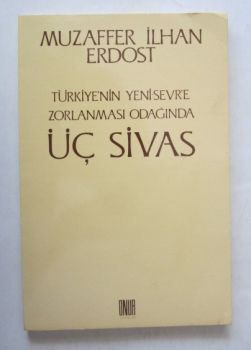 MUZAFFER İLHAN
ERDOST
TÜRKİYE'NİN YENİ-SEVR'E
ZORLANMASI ODAĞINDA
ÜÇ SİVAS
ONUR